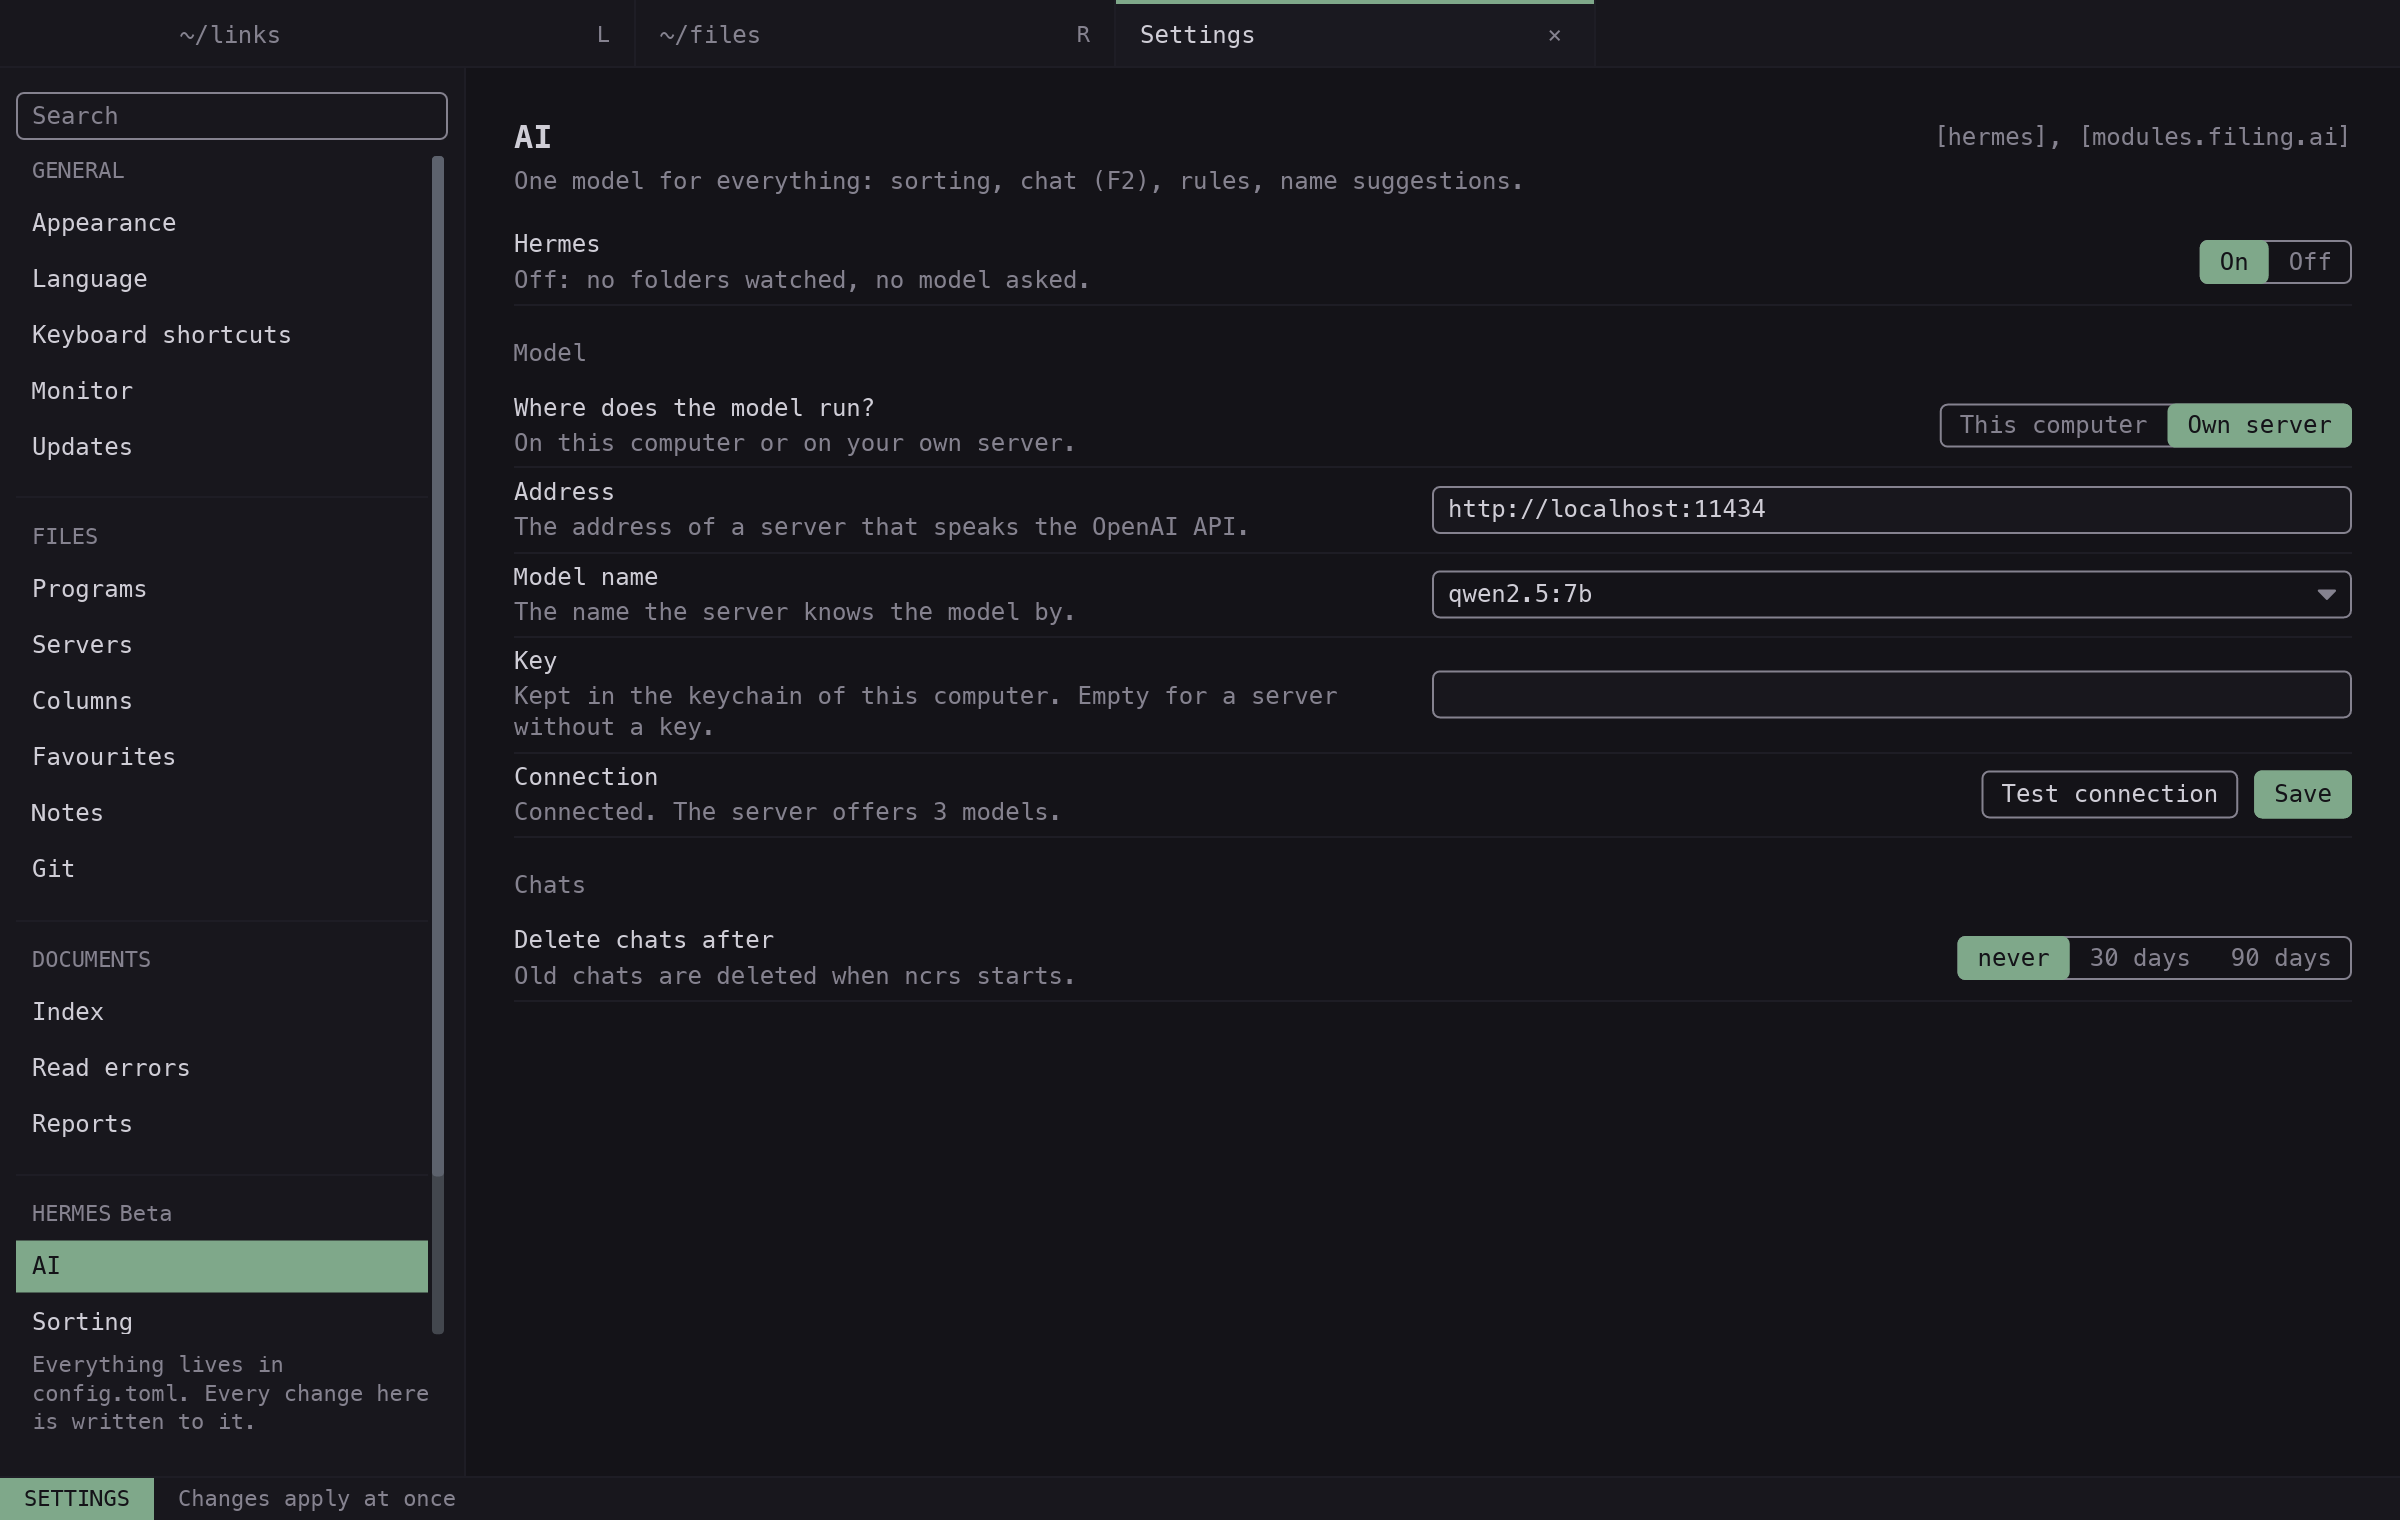 ~/links L ~/files R Settings ×
Search
GENERAL
Appearance
Language
Keyboard shortcuts
Monitor
Updates
FILES
Programs
Servers
Columns
Favourites
Notes
Git
DOCUMENTS
Index
Read errors
Reports
HERMES Beta
AI
Sorting
Everything lives in
config.toml. Every change here
is written to it.
AI [hermes], [modules.filing.ai]
One model for everything: sorting, chat (F2), rules, name suggestions.
Hermes
Off: no folders watched, no model asked.
On Off
Model
Where does the model run?
On this computer or on your own server.
This computer Own server
Address
The address of a server that speaks the OpenAI API.
http://localhost:11434
Model name
The name the server knows the model by.
qwen2.5:7b
Key
Kept in the keychain of this computer. Empty for a server
without a key.
Connection
Connected. The server offers 3 models.
Test connection Save
Chats
Delete chats after
Old chats are deleted when ncrs starts.
never 30 days 90 days
SETTINGS Changes apply at once